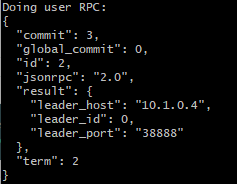 Doing user RPC:
{
  "commit": 3,
  "global_commit": 0,
  "id": 2,
  "jsonrpc": "2.0",
  "result": {
    "leader_host": "10.1.0.4",
    "leader_id": 0,
    "leader_port": "38888"
  },
  "term": 2
}